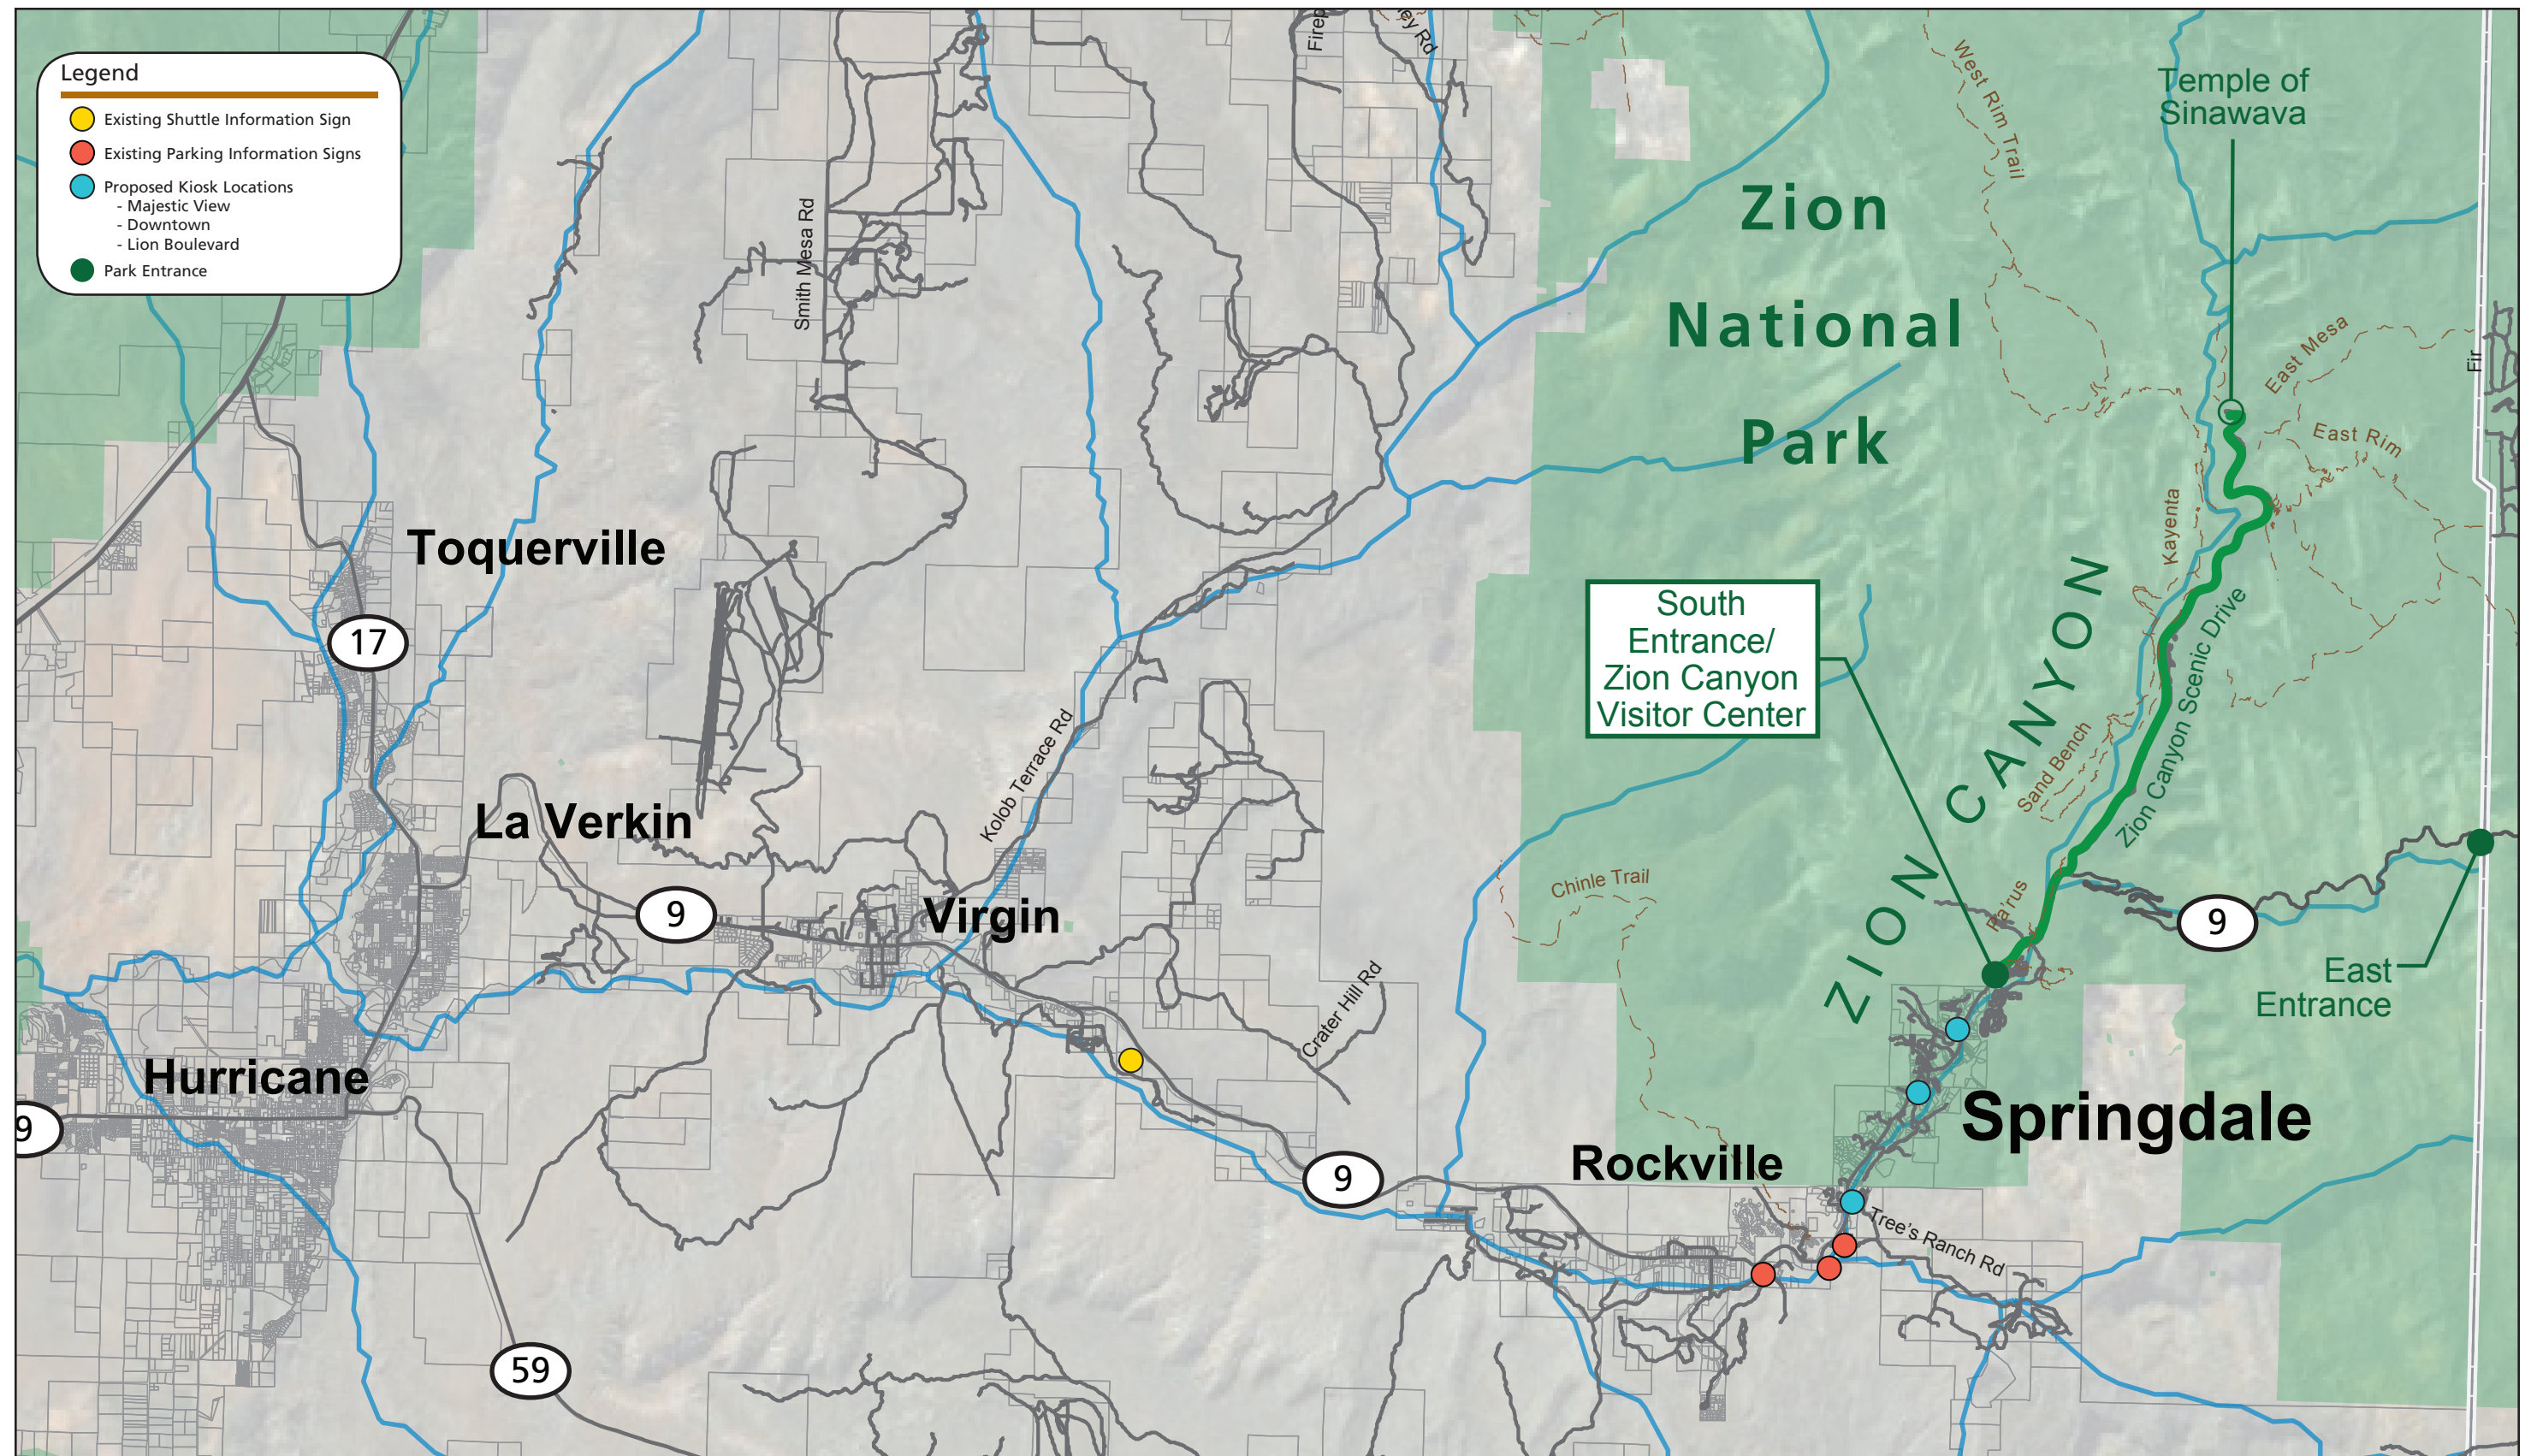 Legend
Existing Shuttle Information Sign
Existing Parking Information Signs
Proposed Kiosk Locations
- Majestic View
- Downtown
- Lion Boulevard
Park Entrance
Smith Mesa Rd
Firep
ley Rd
West Rim Trail
Temple of
Sinawava
Zion
National
Park
East Mesa
Fir
East Rim
Kayenta
Toquerville
17
South
Entrance/
Zion Canyon
Visitor Center
ZION CANYON
Zion Canyon Scenic Drive
Sand Bench
Kolob Terrace Rd
La Verkin
Chinle Trail
Pa'rus
9
Virgin
9
East
Entrance
Crater Hill Rd
Hurricane
9
Springdale
Rockville
9
Tree's Ranch Rd
59